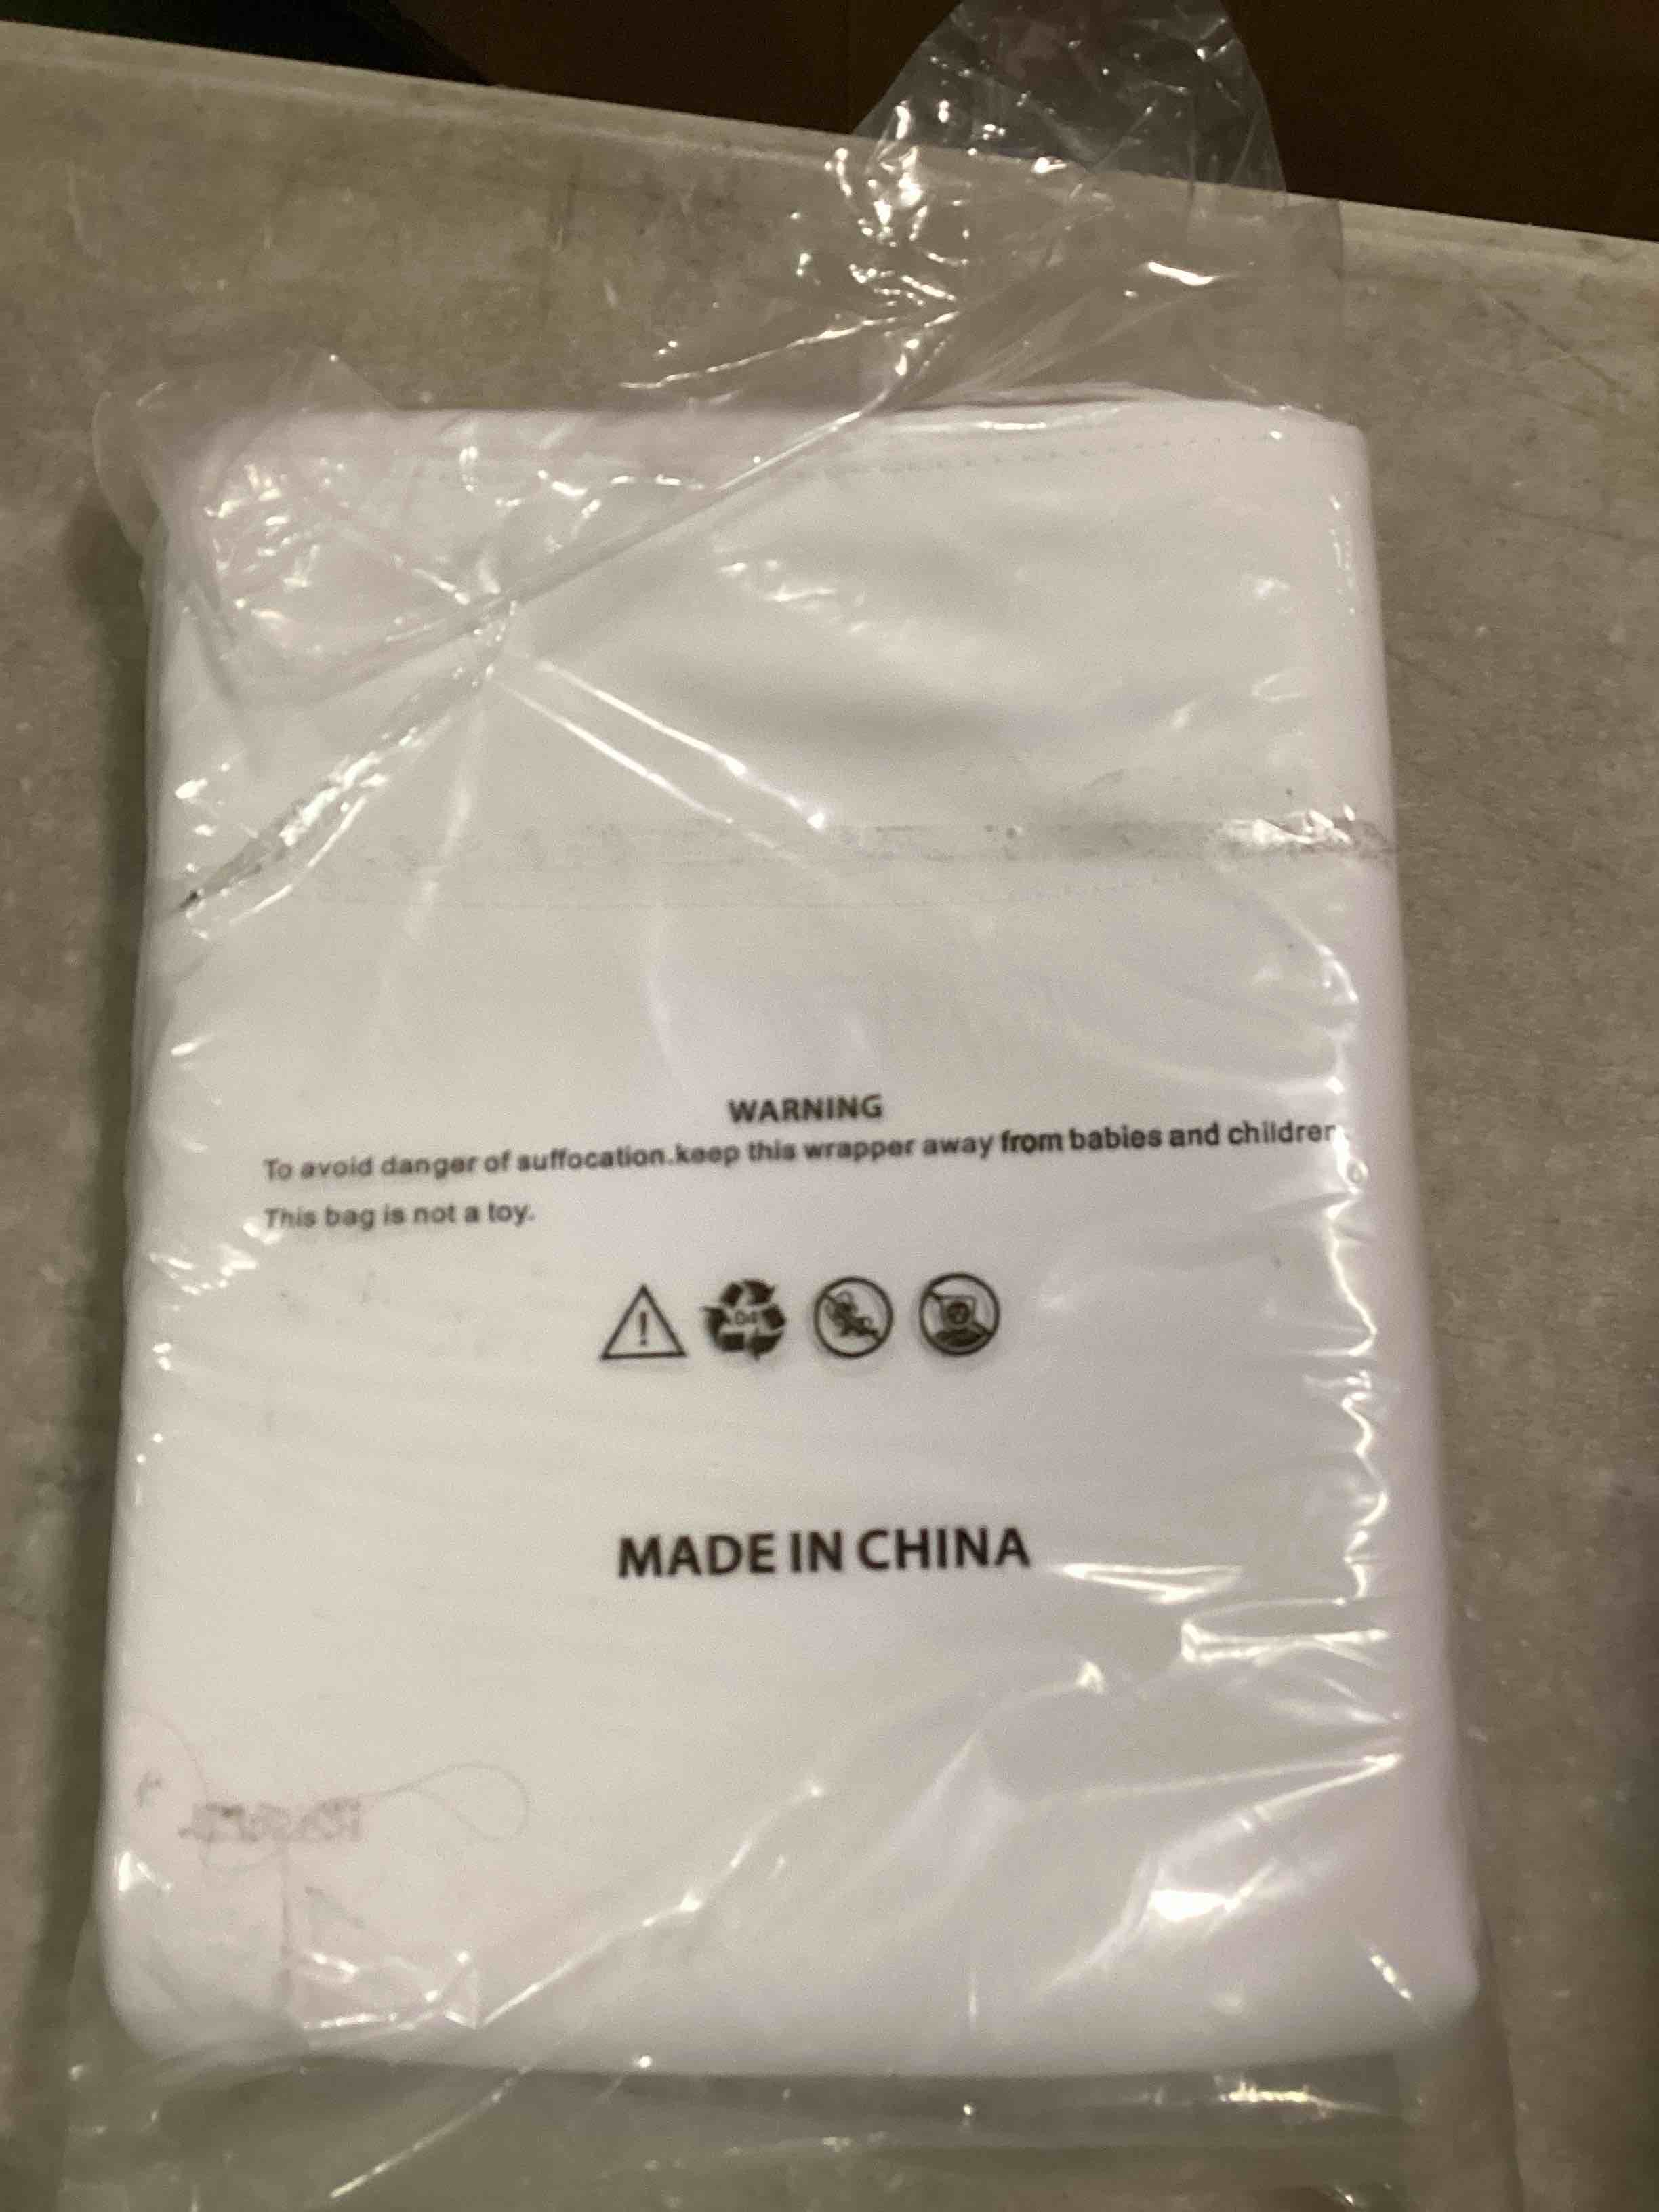 WARNING
To avoid danger of suffocation.keep this wrapper away from babies and children
This bag is not a toy.
04
MADE IN CHINA